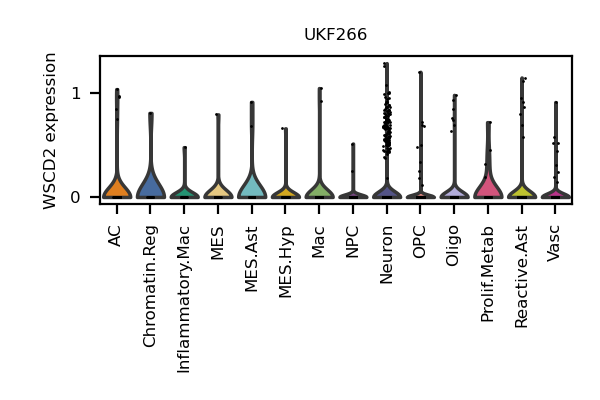 UKF266
WSCD2 expression
1
0
AC
Chromatin.Reg
Inflammatory.Mac
MES
MES.Ast
MES.Hyp
Mac
NPC
Neuron
OPC
Oligo
Prolif.Metab
Reactive.Ast
Vasc